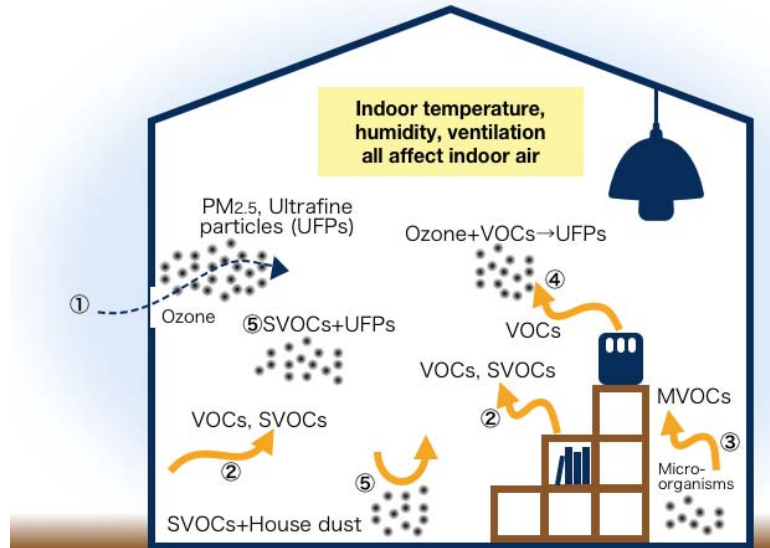 Indoor temperature,
humidity, ventilation
all affect indoor air
PM2.5, Ultrafine
particles (UFPs)
Ozone+VOCs→UFPs
④
①
Ozone
VOCs
⑤SVOCs+UFPs
VOCs, SVOCs
②
MVOCs
VOCs, SVOCs
②
③
Micro-
organisms
⑤
SVOCs+House dust